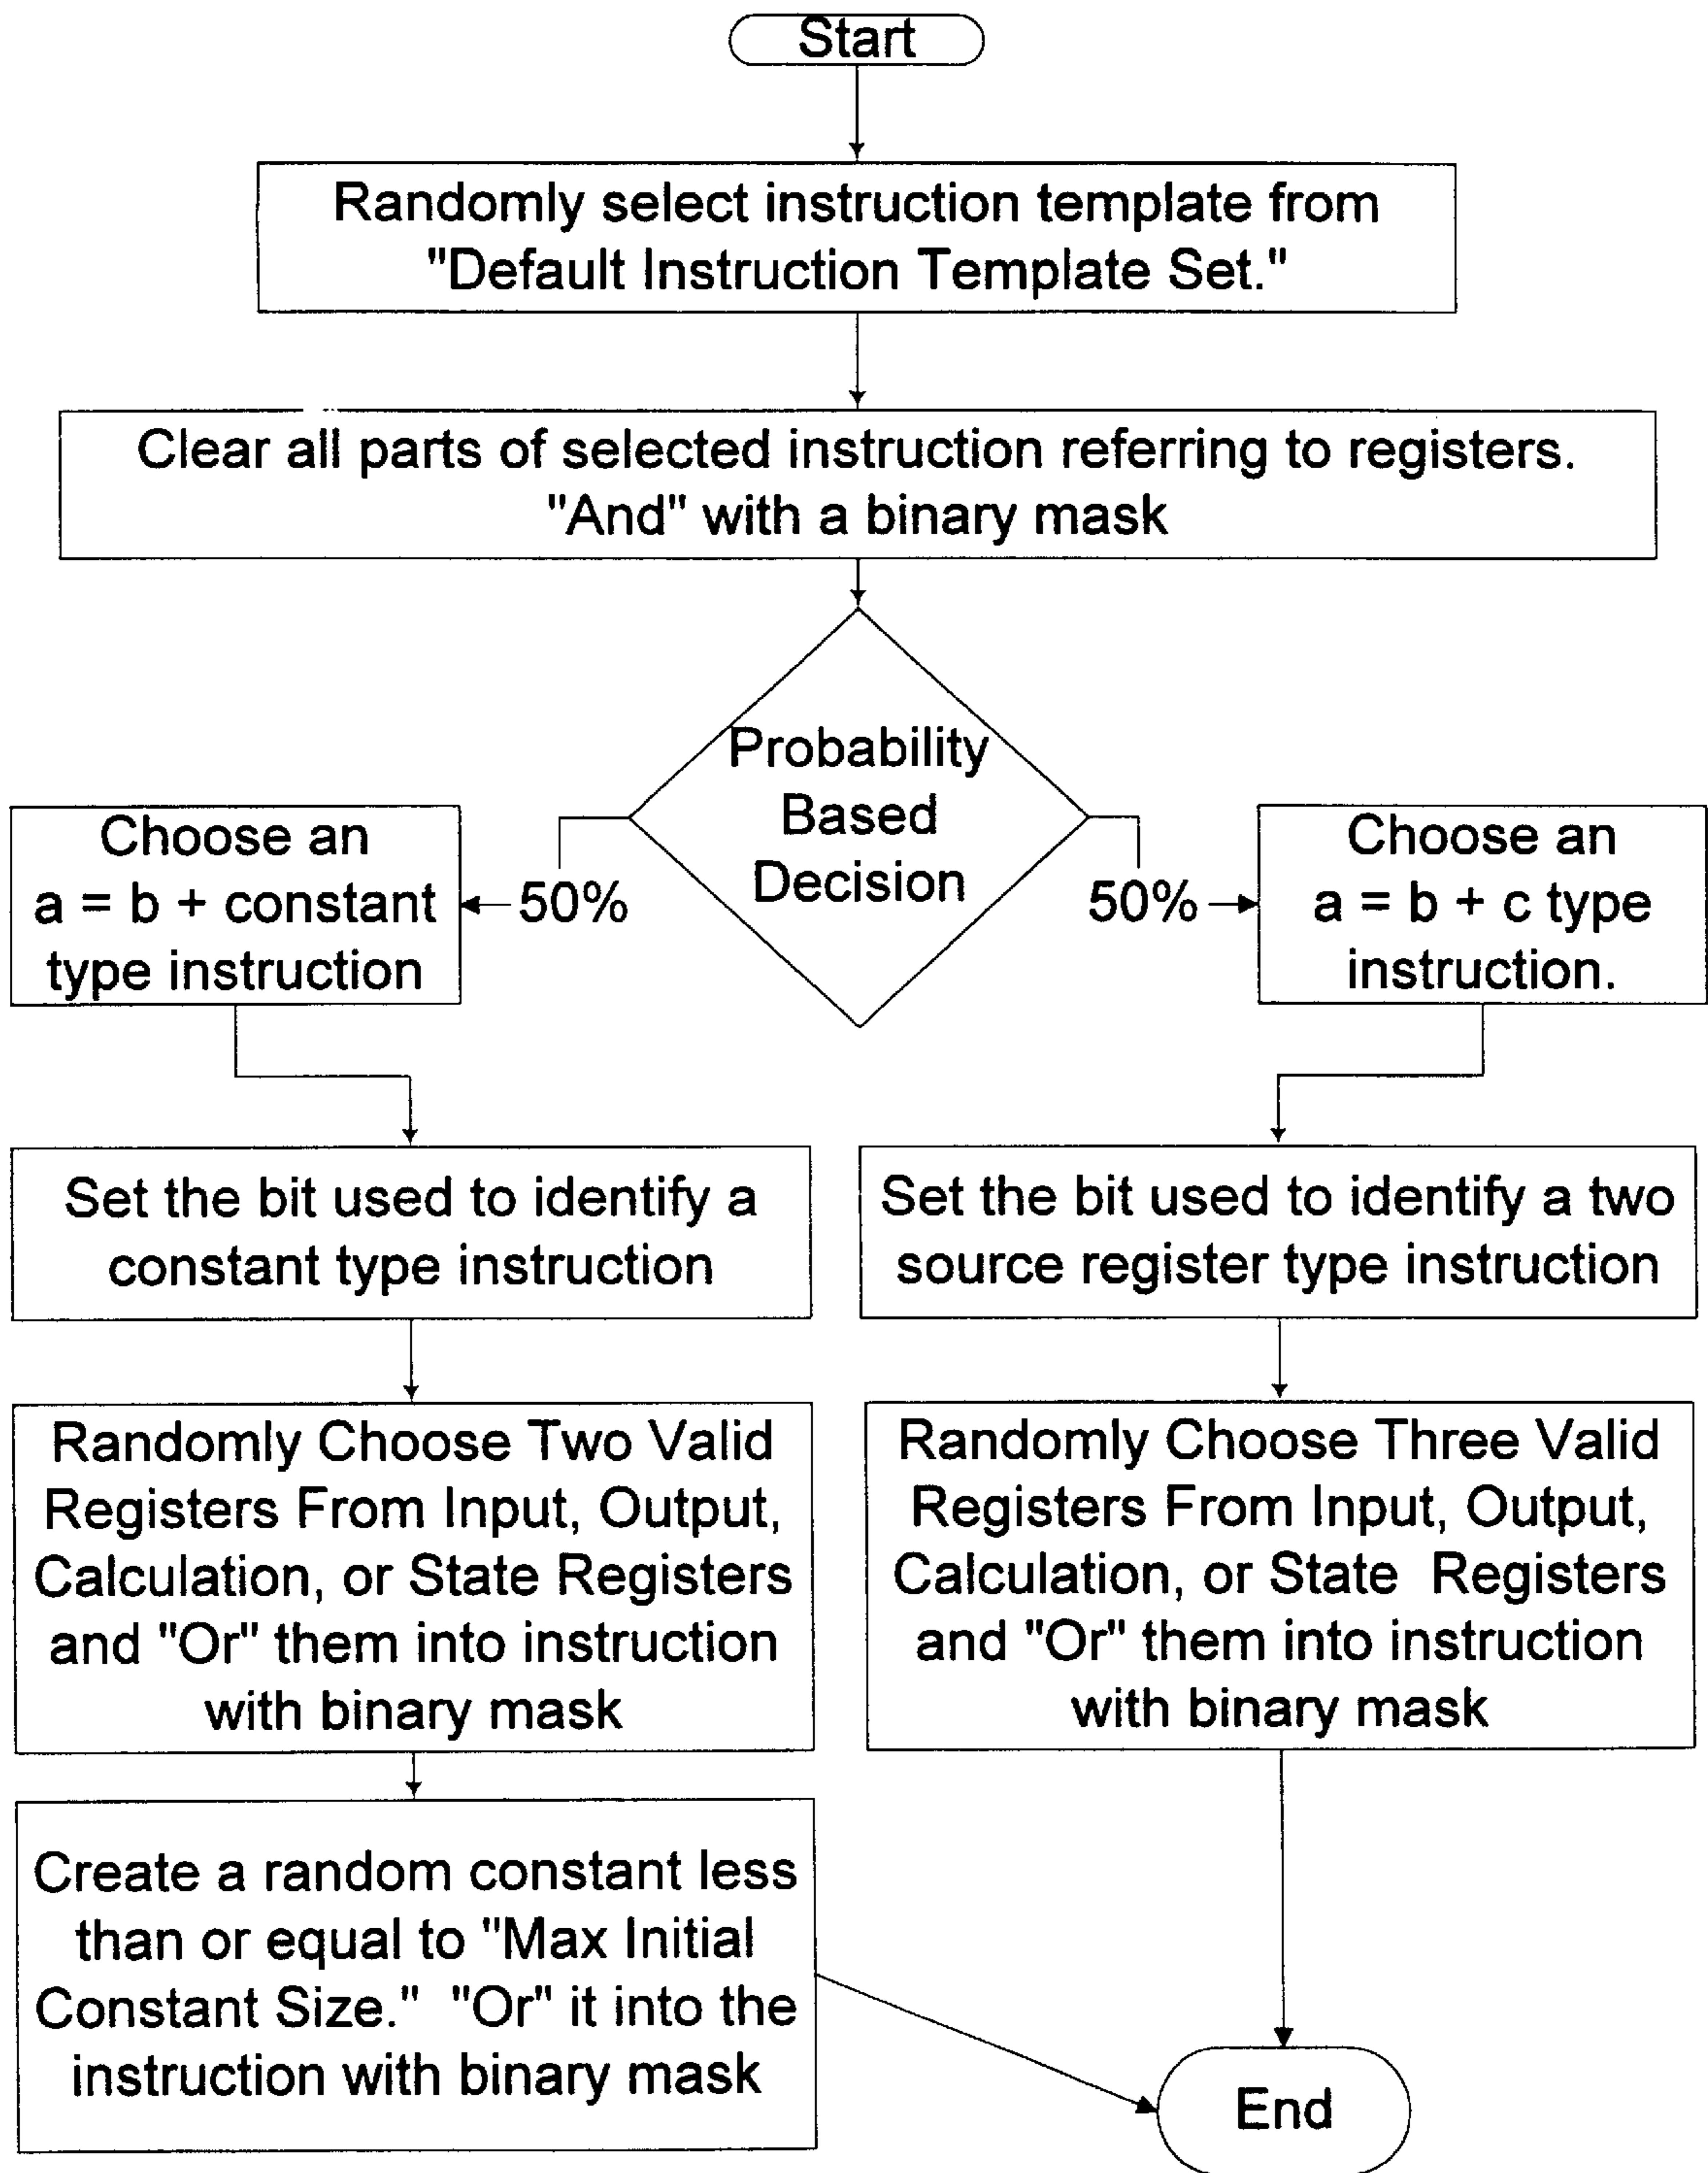 Start
Randomly select instruction template from
"Default Instruction Template Set."
Clear all parts of selected instruction referring to registers.
"And" with a binary mask
Probability
Based
Decision
50%
50%
Choose an
a = b + constant
type instruction
Choose an
a = b + c type
instruction.
Set the bit used to identify a
constant type instruction
Set the bit used to identify a two
source register type instruction
Randomly Choose Two Valid
Registers From Input, Output,
Calculation, or State Registers
and "Or" them into instruction
with binary mask
Randomly Choose Three Valid
Registers From Input, Output,
Calculation, or State  Registers
and "Or" them into instruction
with binary mask
Create a random constant less
than or equal to "Max Initial
Constant Size."  "Or" it into the
instruction with binary mask
End